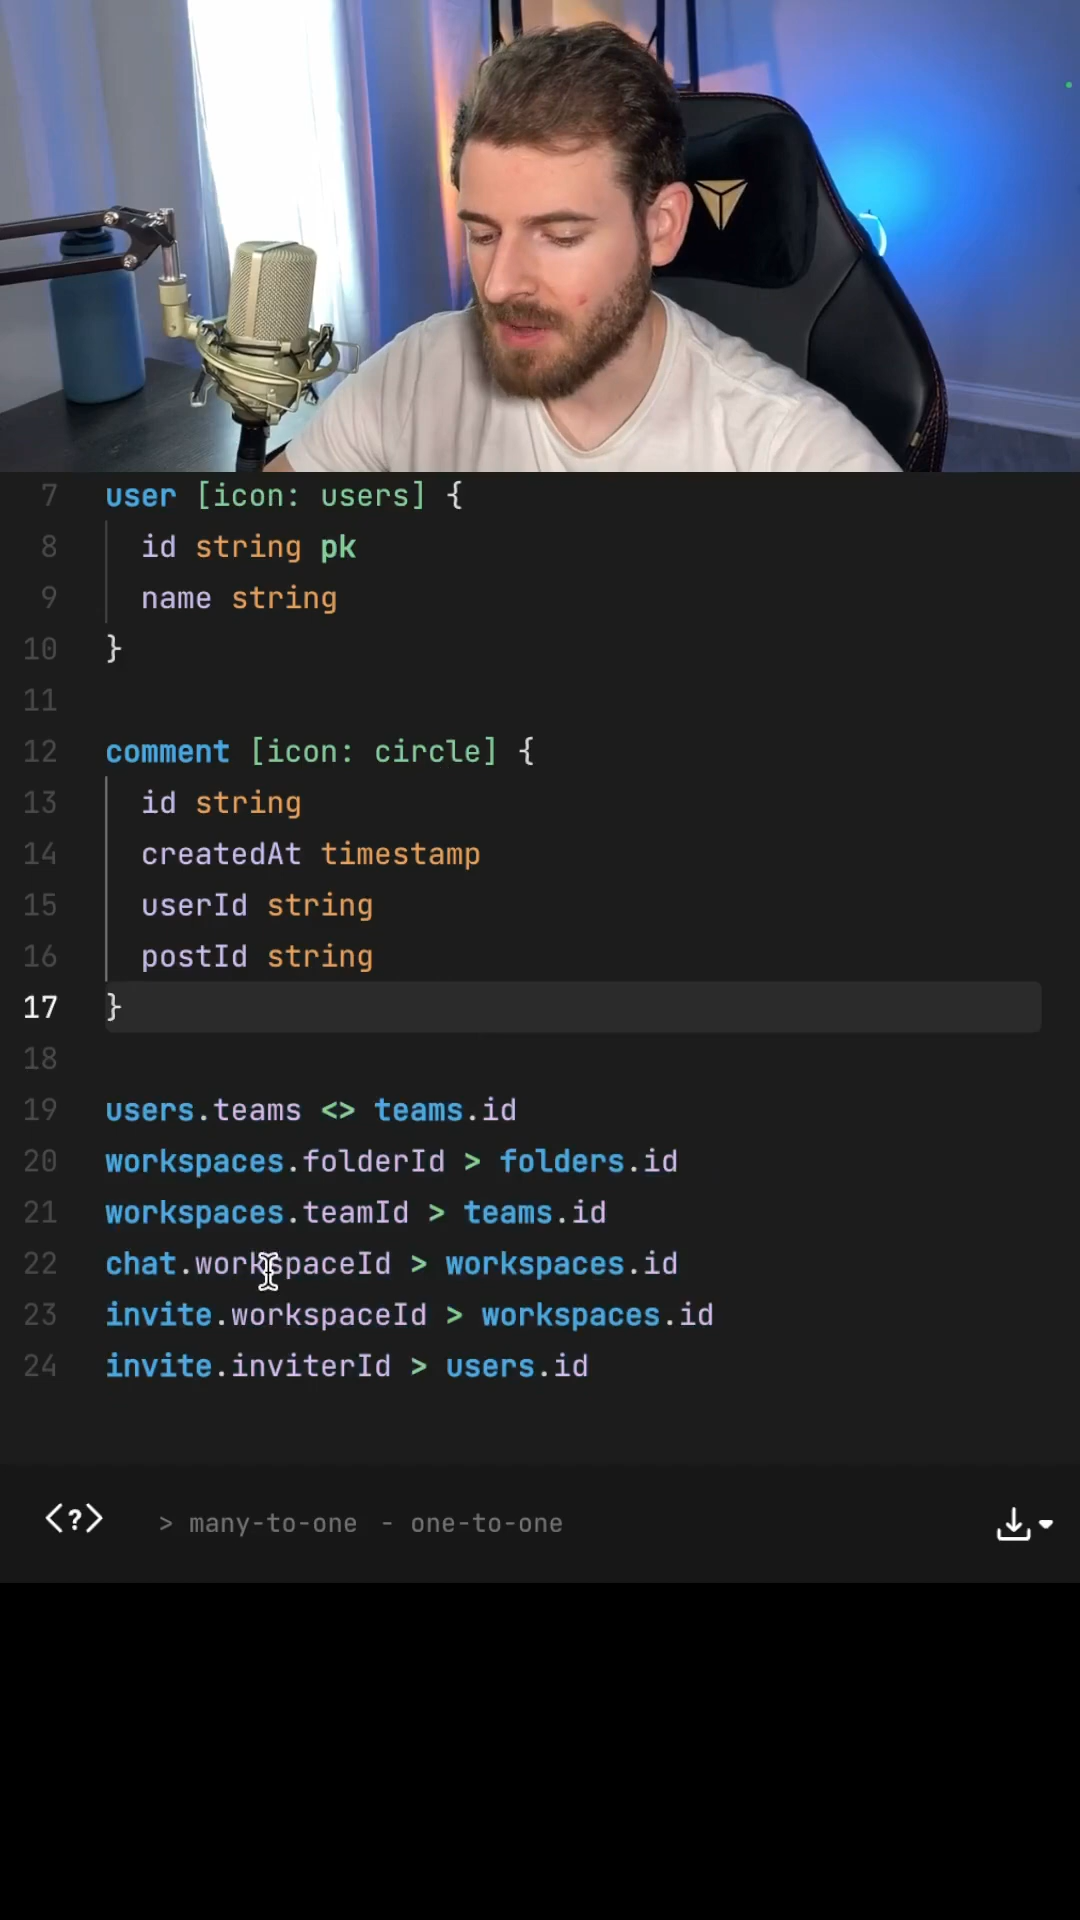 7 user [icon: users] {
8 id string pk
9 name string
10 }
11
12 comment [icon: circle] {
13 id string
14 createdAt timestamp
15 userId string
16 postId string
17 }
18
19 users.teams <> teams.id
20 workspaces.folderId > folders.id
21 workspaces.teamId > teams.id
22 chat.workspaceId > workspaces.id
23 invite.workspaceId > workspaces.id
24 invite.inviterId > users.id
<?> > many-to-one - one-to-one